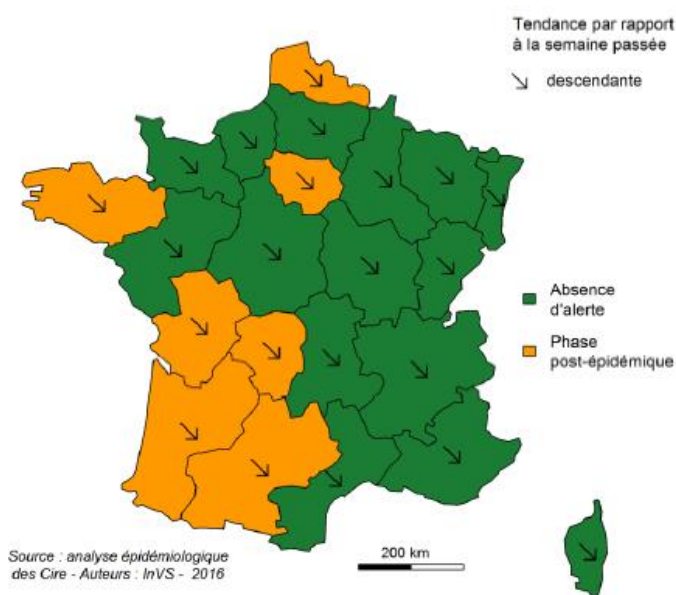 Tendance par rapport
à la semaine passée
descendante
Absence
d'alerte
Phase
post-épidémique
200 km
Source : analyse épidémiologique
des Cire - Auteurs : InVS - 2016